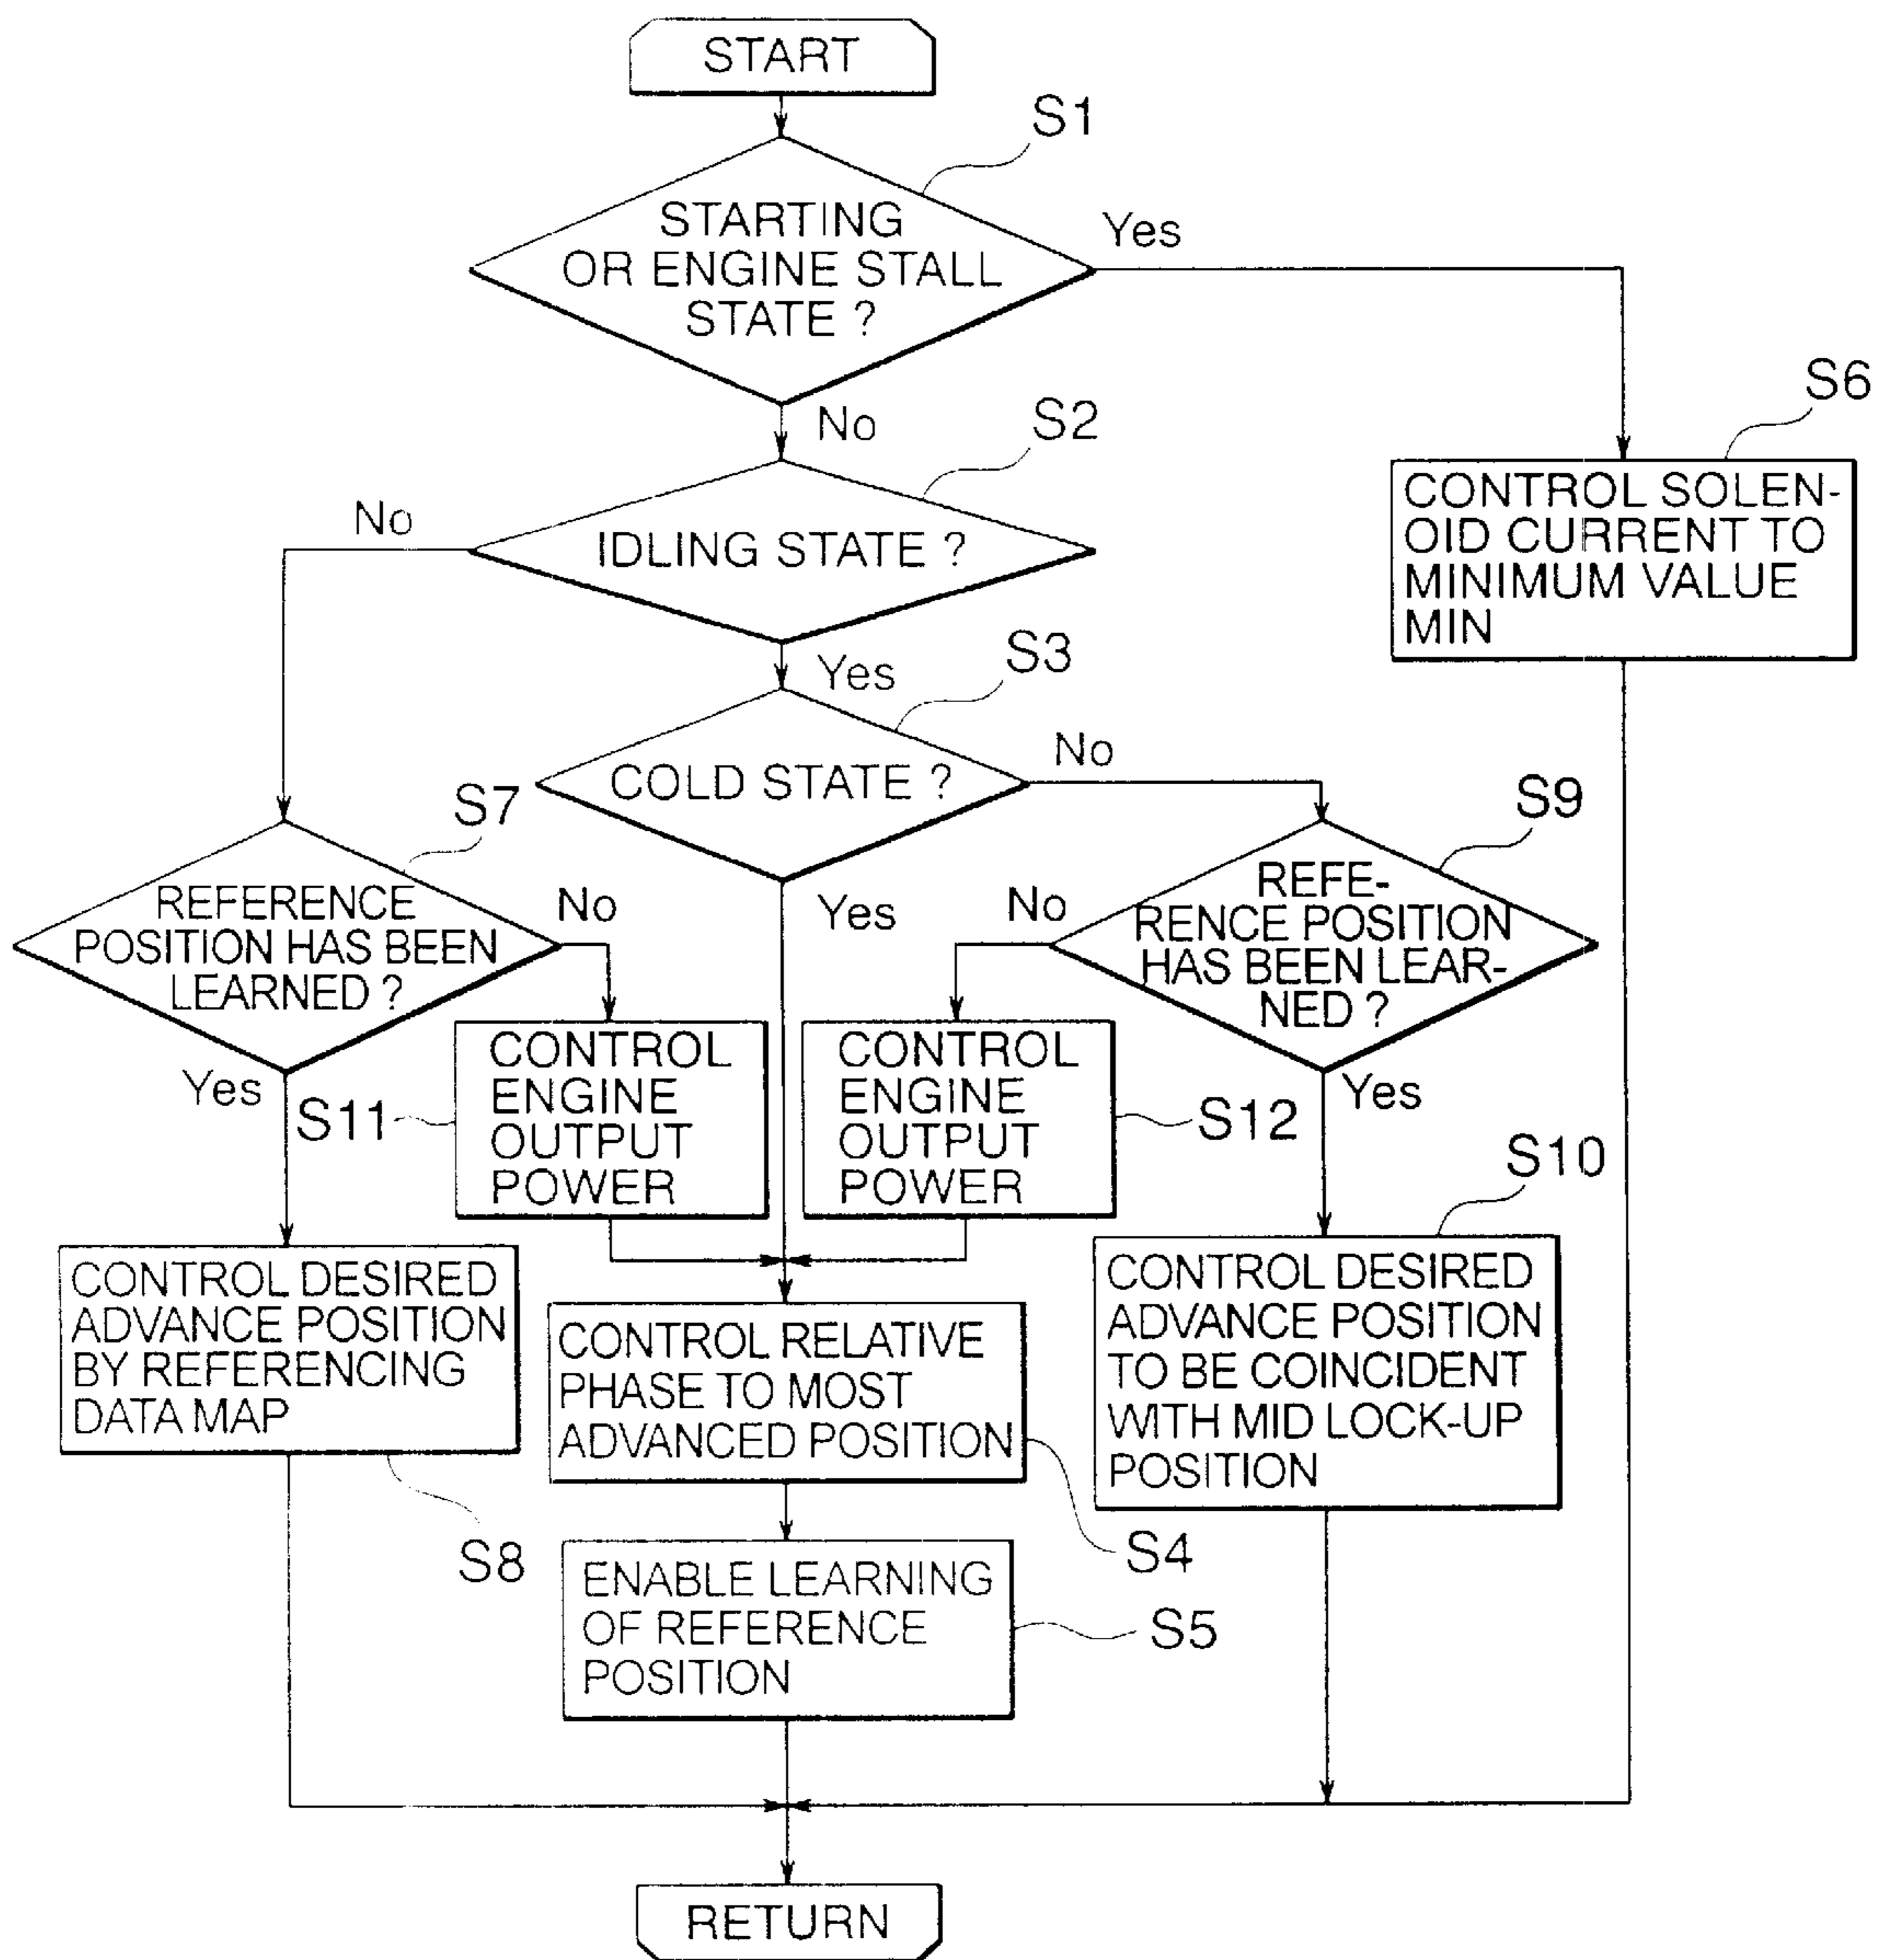 START
S1
STARTING
OR ENGINE STALL
STATE ?
Yes
S6
No
S2
CONTROL SOLEN-
OID CURRENT TO
MINIMUM VALUE
MIN
No
IDLING STATE ?
Yes
S3
COLD STATE ?
No
S7
S9
REFERENCE
POSITION HAS BEEN
LEARNED ?
No
Yes
No
REFE-
RENCE POSITION
HAS BEEN LEAR-
NED ?
Yes
S11
CONTROL
ENGINE
OUTPUT
POWER
CONTROL
ENGINE
OUTPUT
POWER
S12
Yes
S10
CONTROL DESIRED
ADVANCE POSITION
BY REFERENCING
DATA MAP
S8
CONTROL RELATIVE
PHASE TO MOST
ADVANCED POSITION
S4
CONTROL DESIRED
ADVANCE POSITION
TO BE COINCIDENT
WITH MID LOCK-UP
POSITION
ENABLE LEARNING
OF REFERENCE
POSITION
S5
RETURN